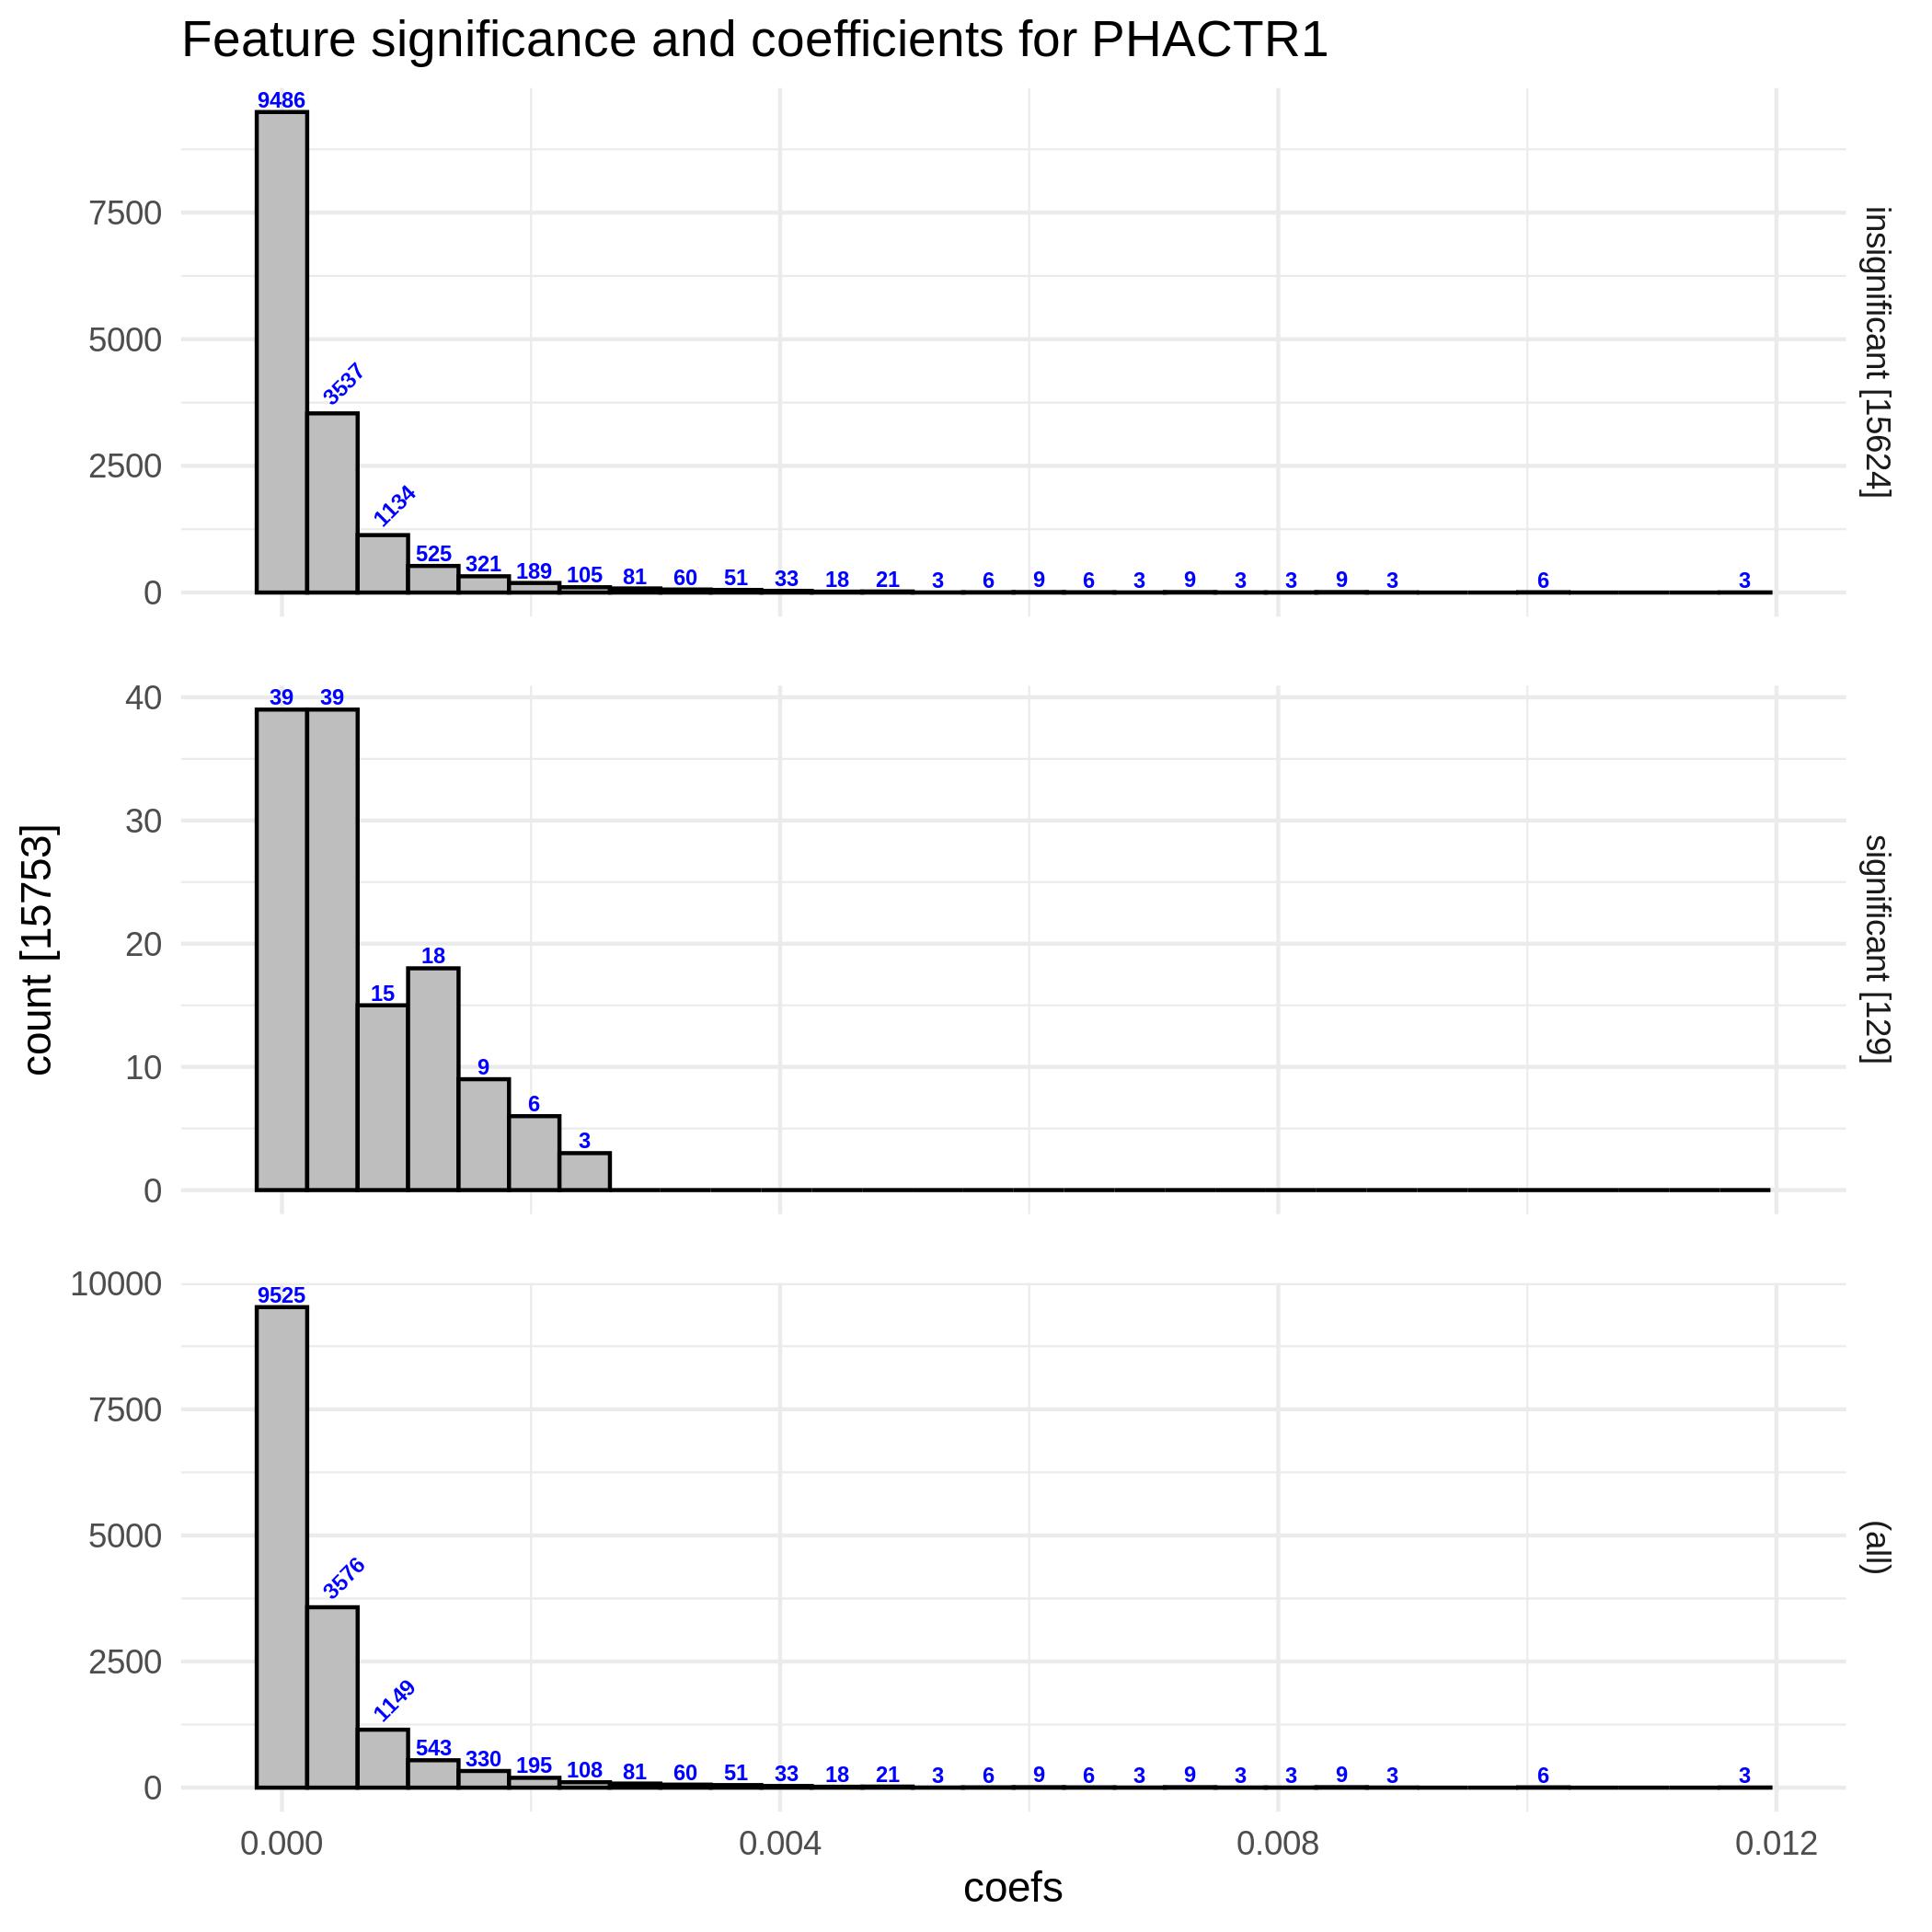 Feature significance and coefficients for PHACTR1
9486
3537
1134
525 321 189 105 81 60 51 33 18 21 3 6 9 6 3 9 3 3 9 3 6 3
7500
5000
2500
0
insignificant [15624]
39 39
15
18
9
6
3
40
30
20
10
0
significant [129]
count [15753]
9525
3576
1149
543 330 195 108 81 60 51 33 18 21 3 6 9 6 3 9 3 3 9 3 6 3
10000
7500
5000
2500
0
(all)
0.000 0.004 0.008 0.012
coefs